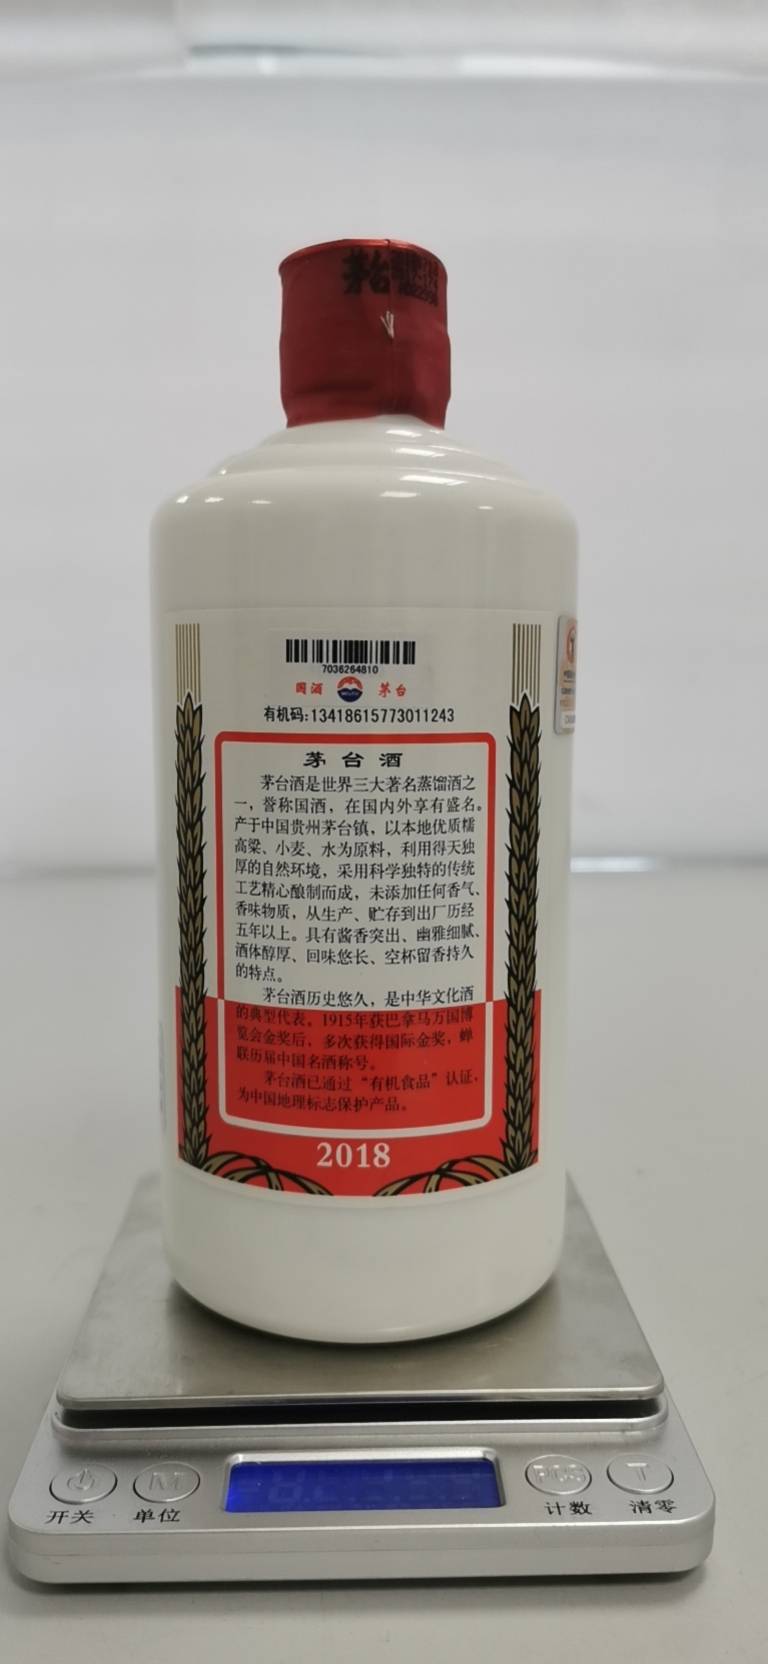 茅台
7036264810
国酒 茅台
有机码:13418615773011243
茅台酒
茅台酒是世界三大著名蒸馏酒之
一，誉称国酒，在国内外享有盛名。
产于中国贵州茅台镇，以本地优质糯
高粱、小麦、水为原料，利用得天独
厚的自然环境，采用科学独特的传统
工艺精心酿制而成，未添加任何香气、
香味物质，从生产、贮存到出厂历经
五年以上。具有酱香突出、幽雅细腻、
酒体醇厚、回味悠长、空杯留香持久
的特点。
茅台酒历史悠久，是中华文化酒
的典型代表。1915年获巴拿马万国博
览会金奖后，多次获得国际金奖，蝉
联历届中国名酒称号。
茅台酒已通过“有机食品”认证，
为中国地理标志保护产品。
2018
M PCS T
开关 单位 计数 清零